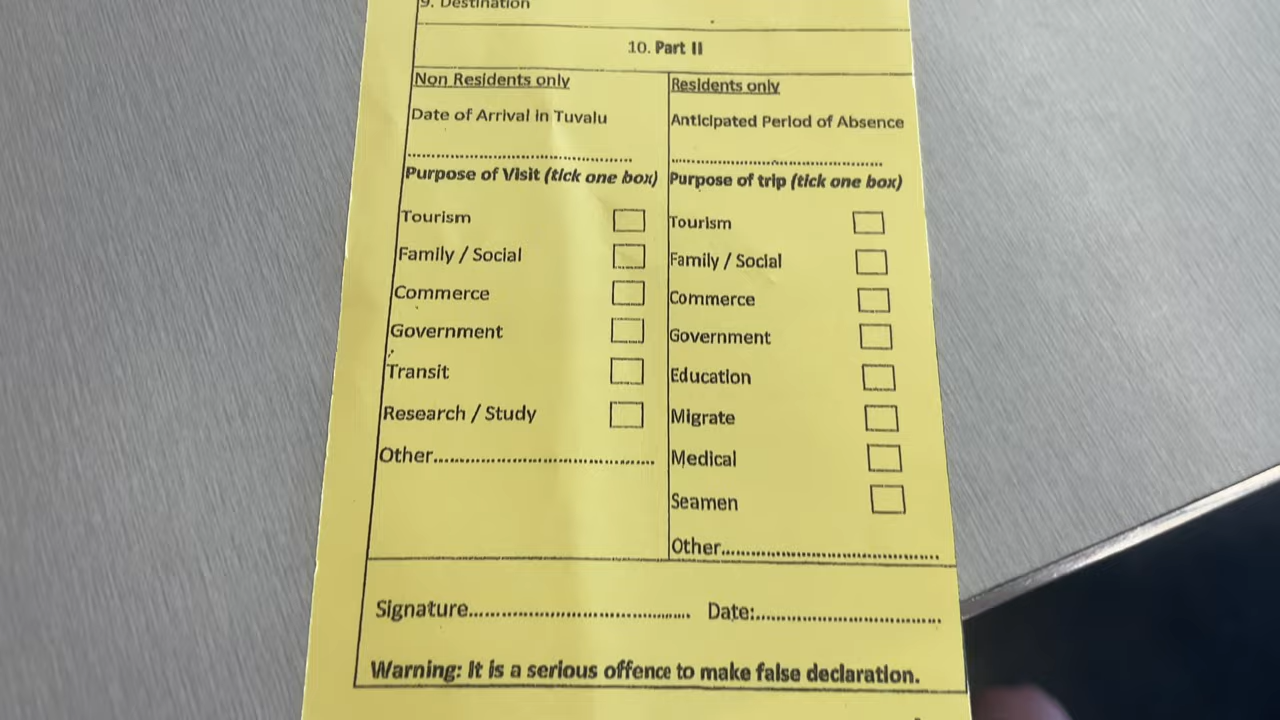 9. Destination
10. Part II
Non Residents only
Date of Arrival in Tuvalu
........................................
Purpose of Visit (tick one box)
Tourism
Family / Social
Commerce
Government
Transit
Research / Study
Other........................................
Residents only
Anticipated Period of Absence
........................................
Purpose of trip (tick one box)
Tourism
Family / Social
Commerce
Government
Education
Migrate
Medical
Seamen
Other........................................
Signature........................................ Date:.................................
Warning: It is a serious offence to make false declaration.